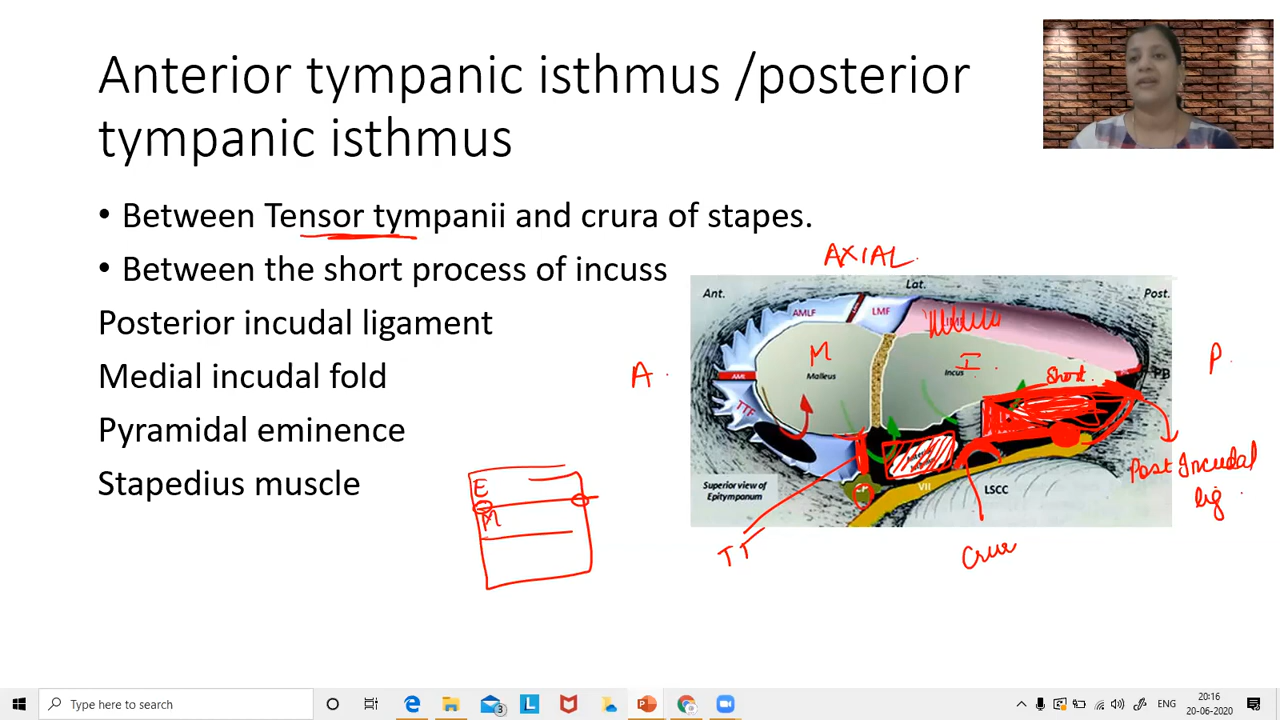 Anterior tympanic isthmus /posterior
tympanic isthmus
• Between Tensor tympanii and crura of stapes.
• Between the short process of incuss
Posterior incudal ligament
Medial incudal fold
Pyramidal eminence
Stapedius muscle
AXIAL
Ant.
Lat.
Post.
AMLF
LMF
M
Malleus
I
Incus
Short
PB
A
P
AML
TTF
Post Incudal
lig
Superior view of
Epitympanum
CP
VII
LSCC
TT
E
M
Type here to search
3
ENG
20:16
20-06-2020